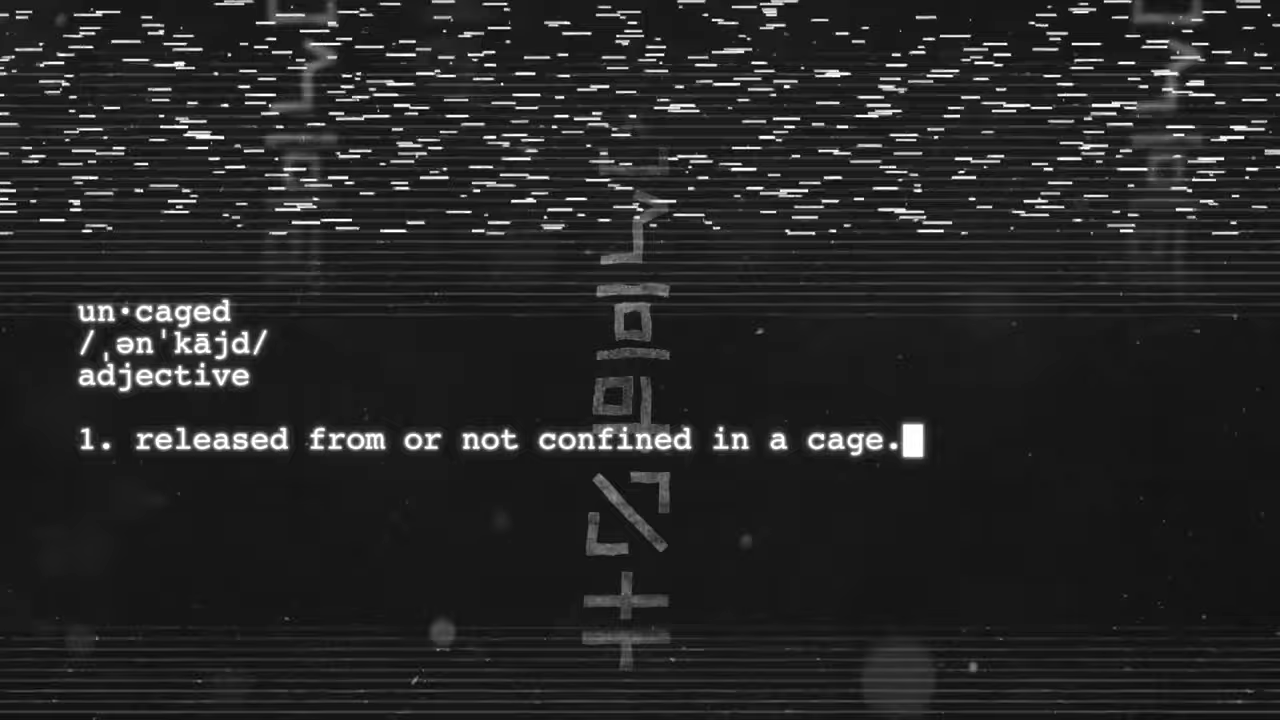 un•caged
/ˌənˈkājd/
adjective
1. released from or not confined in a cage.